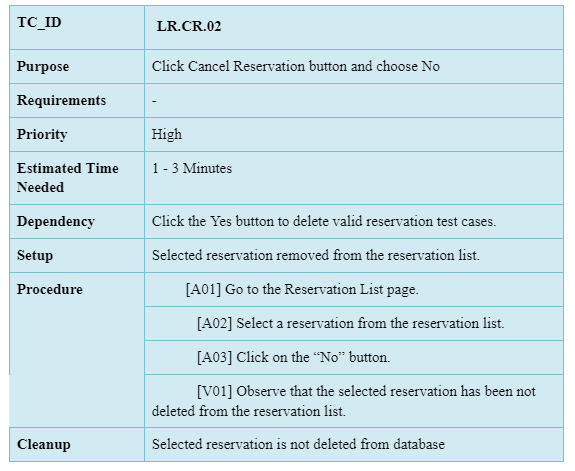 TC_ID LR.CR.02
Purpose Click Cancel Reservation button and choose No
Requirements -
Priority High
Estimated Time 1 - 3 Minutes
Needed
Dependency Click the Yes button to delete valid reservation test cases.
Setup Selected reservation removed from the reservation list.
Procedure [A01] Go to the Reservation List page.
[A02] Select a reservation from the reservation list.
[A03] Click on the “No” button.
[V01] Observe that the selected reservation has been not
deleted from the reservation list.
Cleanup Selected reservation is not deleted from database